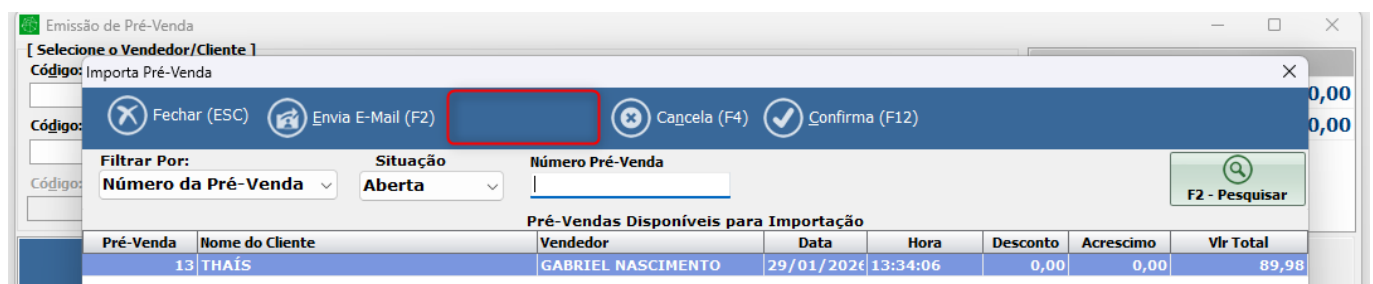 Emissão de Pré-Venda
[ Selecione o Vendedor/Cliente ]
Código:
Importa Pré-Venda
0,00
Fechar (ESC) Envia E-Mail (F2) Cancela (F4) Confirma (F12)
Código:
0,00
Filtrar Por: Situação Número Pré-Venda
Código:
Número da Pré-Venda Aberta
F2 - Pesquisar
Pré-Vendas Disponíveis para Importação
Pré-Venda Nome do Cliente Vendedor Data Hora Desconto Acrescimo Vlr Total
13 THAÍS GABRIEL NASCIMENTO 29/01/2026 13:34:06 0,00 0,00 89,98